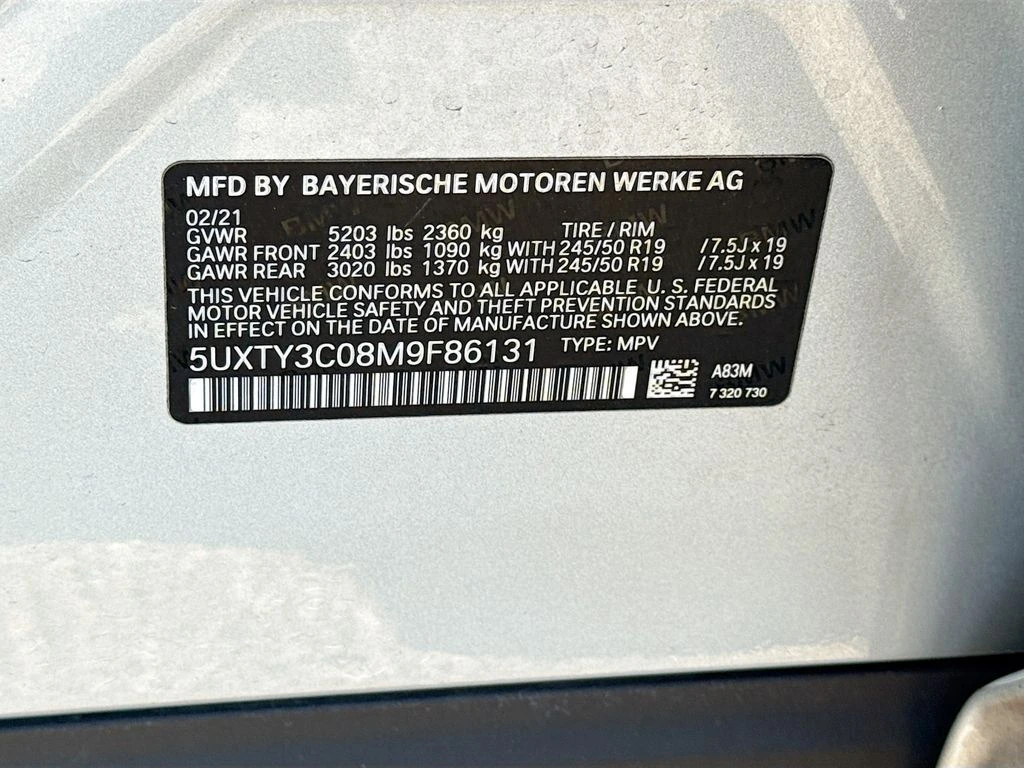 MFD BY BAYERISCHE MOTOREN WERKE AG
02/21
GVWR 5203 lbs 2360 kg TIRE / RIM
GAWR FRONT 2403 lbs 1090 kg WITH 245/50 R19 / 7.5J x 19
GAWR REAR 3020 lbs 1370 kg WITH 245/50 R19 / 7.5J x 19
THIS VEHICLE CONFORMS TO ALL APPLICABLE U. S. FEDERAL
MOTOR VEHICLE SAFETY AND THEFT PREVENTION STANDARDS
IN EFFECT ON THE DATE OF MANUFACTURE SHOWN ABOVE.
5UXTY3C08M9F86131 TYPE: MPV
A83M
7 320 730